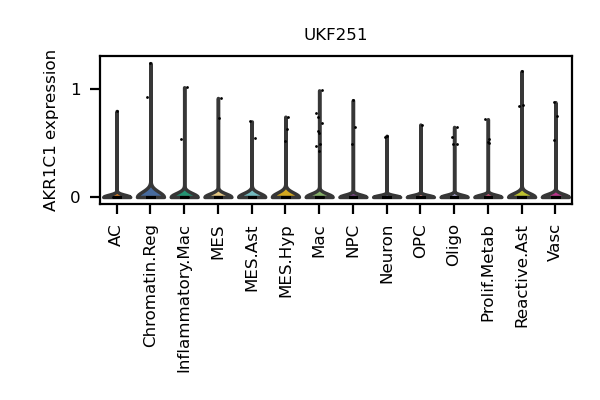 UKF251
AKR1C1 expression
1
0
AC
Chromatin.Reg
Inflammatory.Mac
MES
MES.Ast
MES.Hyp
Mac
NPC
Neuron
OPC
Oligo
Prolif.Metab
Reactive.Ast
Vasc